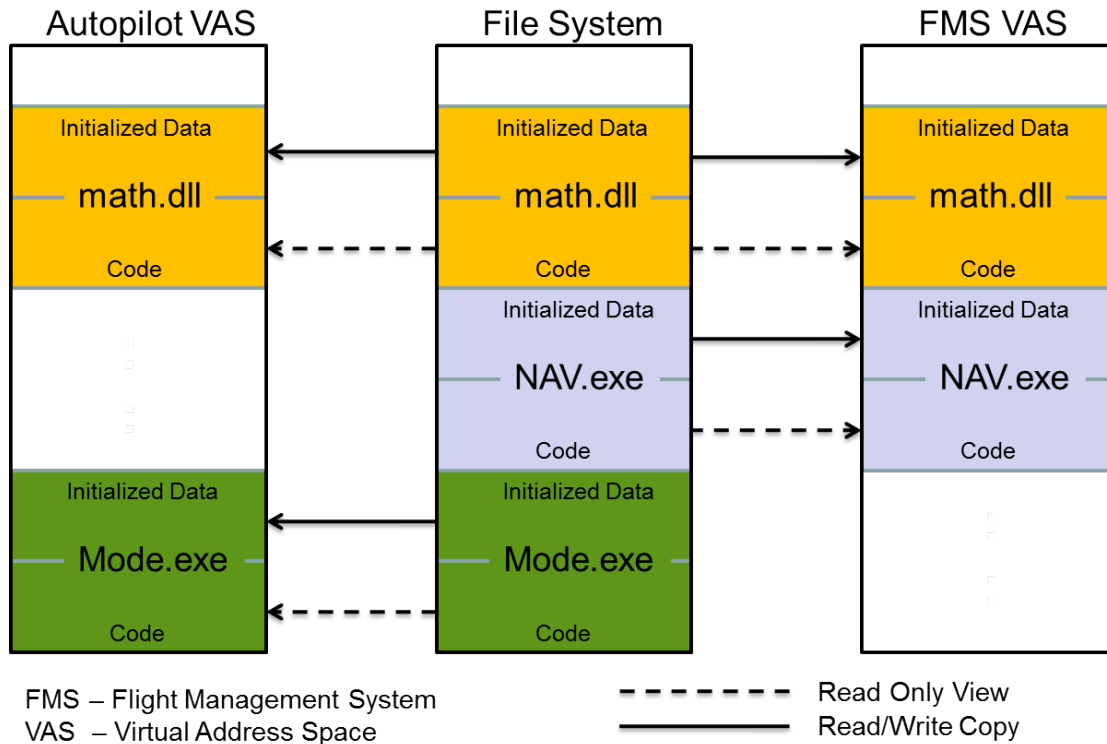 Autopilot VAS
File System
FMS VAS
Initialized Data
math.dll
Code
Initialized Data
Mode.exe
Code
Initialized Data
math.dll
Code
Initialized Data
NAV.exe
Code
Initialized Data
Mode.exe
Code
Initialized Data
math.dll
Code
Initialized Data
NAV.exe
Code
FMS – Flight Management System
VAS – Virtual Address Space
Read Only View
Read/Write Copy